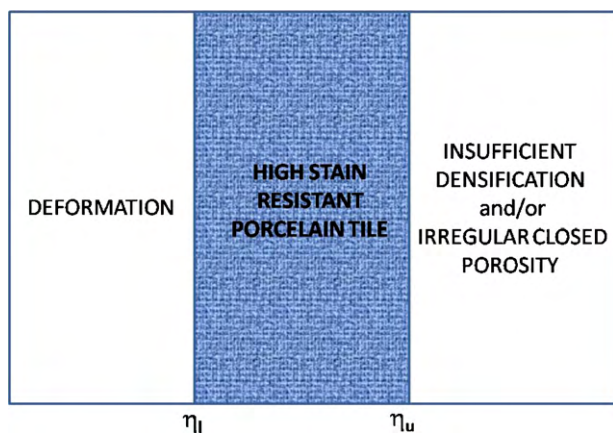 DEFORMATION
HIGH STAIN
RESISTANT
PORCELAIN TILE
INSUFFICIENT
DENSIFICATION
and/or
IRREGULAR CLOSED
POROSITY
ηl
ηu